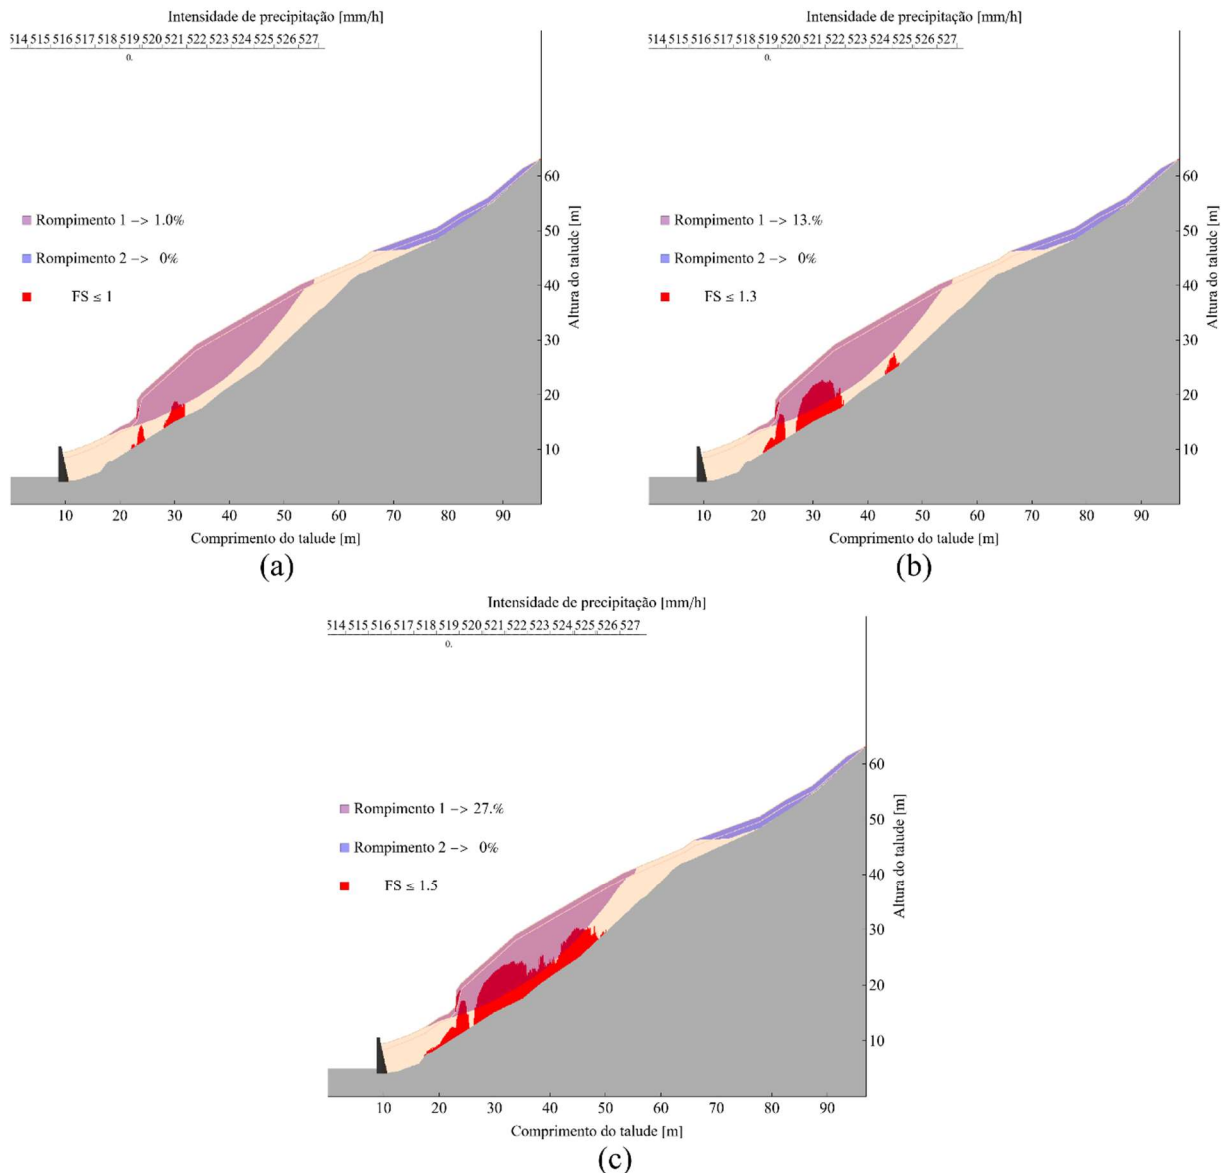 Intensidade de precipitação [mm/h]
514 515 516 517 518 519 520 521 522 523 524 525 526 527
0.
60
Rompimento 1 -> 1.0%
50
Rompimento 2 -> 0%
40
FS ≤ 1
30
20
10
Altura do talude [m]
10 20 30 40 50 60 70 80 90
Comprimento do talude [m]
(a)
Intensidade de precipitação [mm/h]
514 515 516 517 518 519 520 521 522 523 524 525 526 527
0.
60
Rompimento 1 -> 13.%
50
Rompimento 2 -> 0%
40
FS ≤ 1.3
30
20
10
Altura do talude [m]
10 20 30 40 50 60 70 80 90
Comprimento do talude [m]
(b)
Intensidade de precipitação [mm/h]
514 515 516 517 518 519 520 521 522 523 524 525 526 527
0.
60
Rompimento 1 -> 27.%
50
Rompimento 2 -> 0%
40
FS ≤ 1.5
30
20
10
Altura do talude [m]
10 20 30 40 50 60 70 80 90
Comprimento do talude [m]
(c)